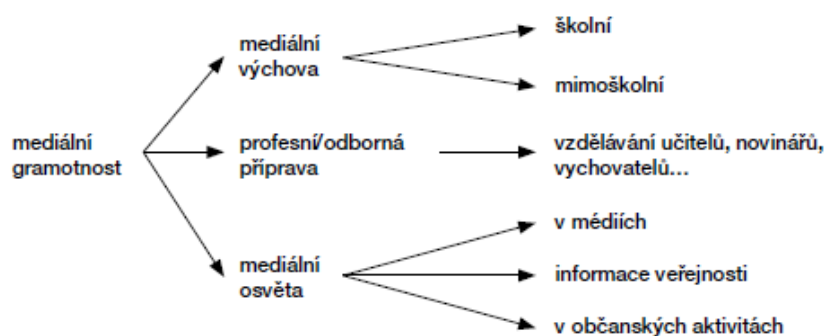 mediální
gramotnost
mediální
výchova
školní
mimoškolní
profesní/odborná
příprava
vzdělávání učitelů, novinářů,
vychovatelů...
mediální
osvěta
v médiích
informace veřejnosti
v občanských aktivitách